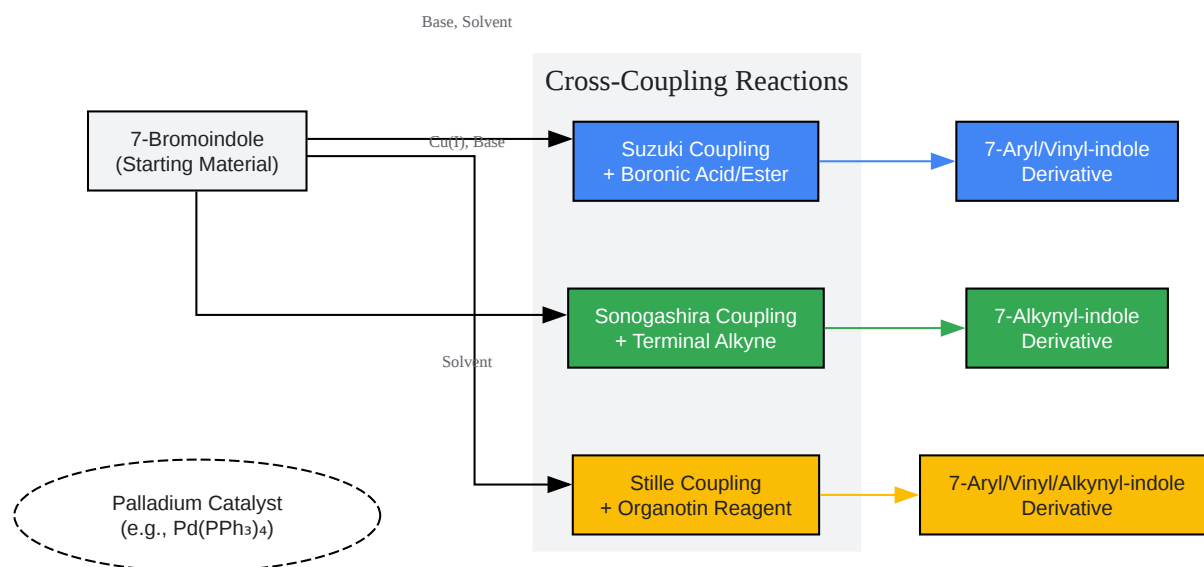 Base, Solvent
Cross-Coupling Reactions
7-Bromoindole
(Starting Material)
Cu(I), Base
Suzuki Coupling
+ Boronic Acid/Ester
7-Aryl/Vinyl-indole
Derivative
Sonogashira Coupling
+ Terminal Alkyne
7-Alkynyl-indole
Derivative
Solvent
Stille Coupling
+ Organotin Reagent
7-Aryl/Vinyl/Alkynyl-indole
Derivative
Palladium Catalyst
(e.g., Pd(PPh₃)₄)